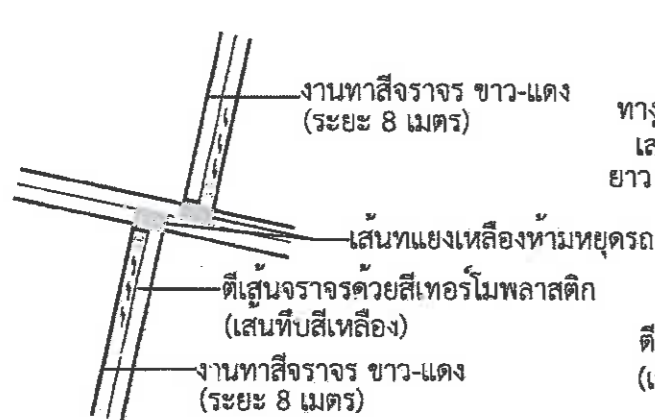 งานทาสีจราจร ขาว-แดง
(ระยะ 8 เมตร)
ยาว
เส้นทแยงเหลืองห้ามหยุดรถ
ตีเส้นจราจรด้วยสีเทอร์โมพลาสติก
(เส้นทึบสีเหลือง)
ตี
งานทาสีจราจร ขาว-แดง
(ระยะ 8 เมตร)